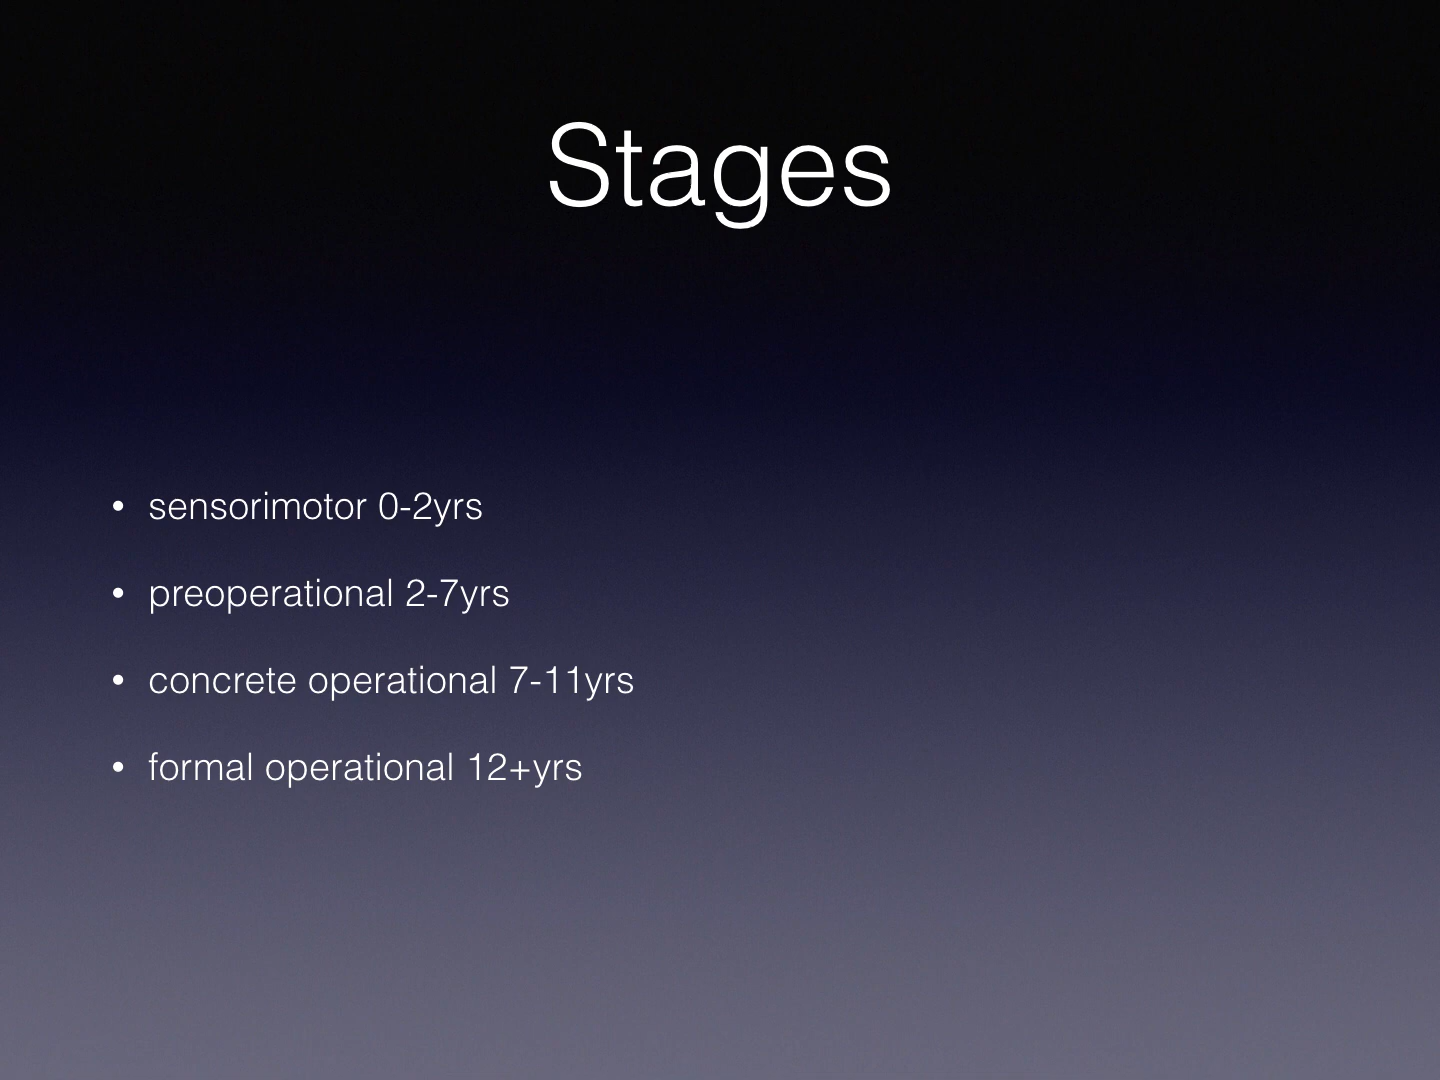 Stages
• sensorimotor 0-2yrs
• preoperational 2-7yrs
• concrete operational 7-11yrs
• formal operational 12+yrs